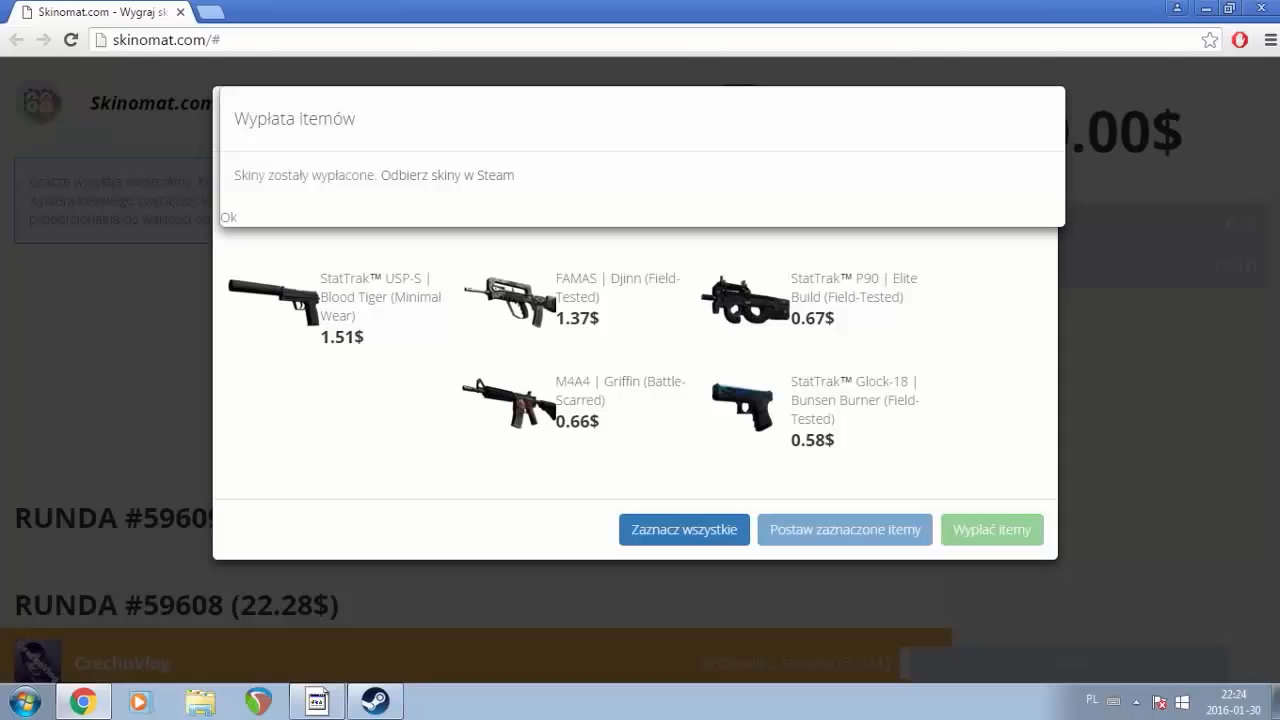 Skinomat.com - Wygraj sk
skinomat.com/#
Skinomat.com
.00$
Wypłata itemów
Skiny zostały wypłacone. Odbierz skiny w Steam
Ok
StatTrak™ USP-S |
Blood Tiger (Minimal
Wear)
1.51$
FAMAS | Djinn (Field-
Tested)
1.37$
StatTrak™ P90 | Elite
Build (Field-Tested)
0.67$
M4A4 | Griffin (Battle-
Scarred)
0.66$
StatTrak™ Glock-18 |
Bunsen Burner (Field-
Tested)
0.58$
Zaznacz wszystkie
Postaw zaznaczone itemy
Wypłać itemy
RUNDA #59609
RUNDA #59608 (22.28$)
CzechuVlog
PL
22:24
2016-01-30